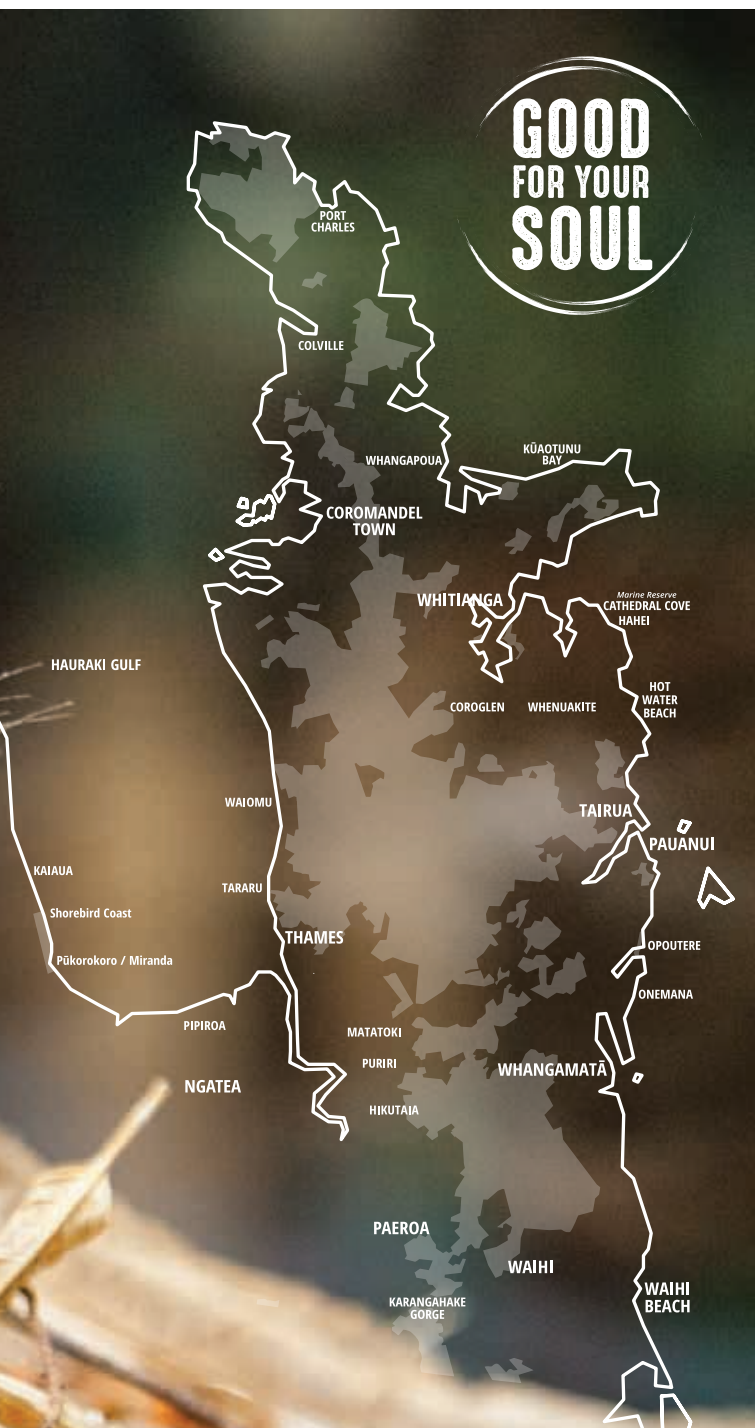 GOOD
FOR YOUR
SOUL
PORT
CHARLES
COLVILLE
WHANGAPOUA
KŪAOTUNU
BAY
COROMANDEL
TOWN
WHITIANGA
Marine Reserve
CATHEDRAL COVE
HAHEI
HAURAKI GULF
HOT
WATER
BEACH
COROGLEN
WHENUAKITE
WAIOMU
TAIRUA
PAUANUI
KAIAUA
TARARU
Shorebird Coast
THAMES
OPOUTERE
Pūkorokoro / Miranda
ONEMANA
PIPIROA
MATATOKI
PURIRI
WHANGAMATĀ
NGATEA
HIKUTAIA
PAEROA
WAIHI
WAIHI
BEACH
KARANGAHAKE
GORGE